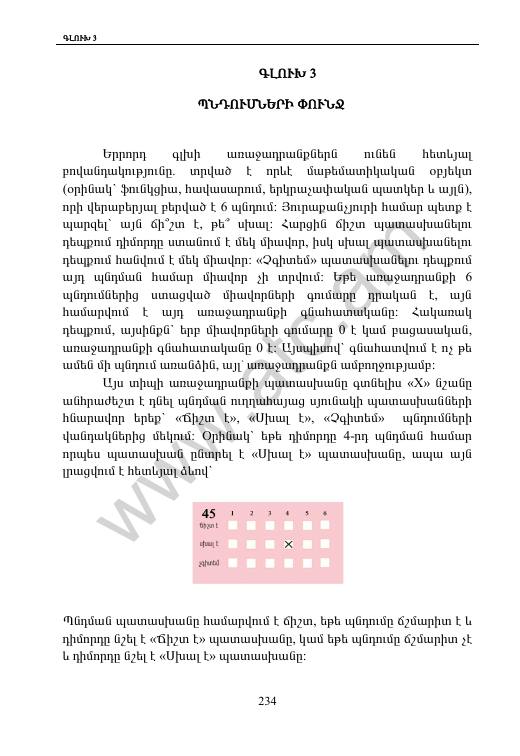 ԳԼՈՒԽ 3
ԳԼՈՒԽ 3
ՊՆԴՈՒՄՆԵՐԻ ՓՈՒՆՋ
Երրորդ գլխի առաջադրանքներն ունեն հետևյալ
բովանդակությունը. տրված է որևէ մաթեմատիկական օբյեկտ
(օրինակ՝ ֆունկցիա, հավասարում, երկրաչափական պատկեր և այլն),
որի վերաբերյալ բերված է 6 պնդում: Յուրաքանչյուրի համար պետք է
պարզել՝ այն ճի՞շտ է, թե՞ սխալ: Հարցին ճիշտ պատասխանելու
դեպքում դիմորդը ստանում է մեկ միավոր, իսկ սխալ պատասխանելու
դեպքում հանվում է մեկ միավոր: «Չգիտեմ» պատասխանելու դեպքում
այդ պնդման համար միավոր չի տրվում: Եթե առաջադրանքի 6
պնդումներից ստացված միավորների գումարը դրական է, այն
համարվում է այդ առաջադրանքի գնահատականը: Հակառակ
դեպքում, այսինքն՝ երբ միավորների գումարը 0 է կամ բացասական,
առաջադրանքի գնահատականը 0 է: Այսպիսով՝ գնահատվում է ոչ թե
ամեն մի պնդում առանձին, այլ՝ առաջադրանքն ամբողջությամբ:
Այս տիպի առաջադրանքի պատասխանը գտնելիս «X» նշանը
անհրաժեշտ է դնել պնդման ուղղահայաց սյունակի պատասխանների
հնարավոր երեք՝ «Ճիշտ է», «Սխալ է», «Չգիտեմ» պնդումների
վանդակներից մեկում: Օրինակ՝ եթե դիմորդը 4-րդ պնդման համար
որպես պատասխան ընտրել է «Սխալ է» պատասխանը, ապա այն
լրացվում է հետևյալ ձևով՝
45 1 2 3 4 5 6
Ճիշտ է
սխալ է
չգիտեմ
Պնդման պատասխանը համարվում է ճիշտ, եթե պնդումը ճշմարիտ է և
դիմորդը նշել է «Ճիշտ է» պատասխանը, կամ եթե պնդումը ճշմարիտ չէ
և դիմորդը նշել է «Սխալ է» պատասխանը:
234
www.atc.am